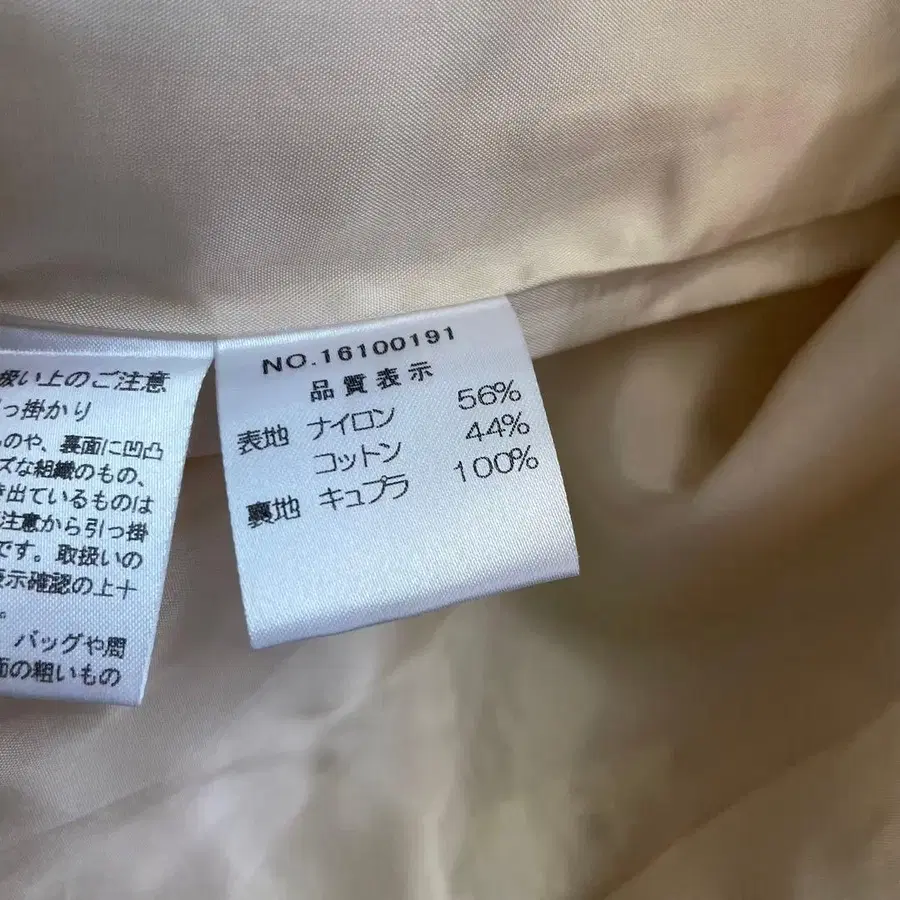 扱い上のご注意
っ掛かり
ものや、裏面に凹凸
ズな組織のもの、
き出ているものは
注意から引っ掛
です。取扱いの
表示確認の上十
。
バッグや間
面の粗いもの
NO.16100191
品質表示
表地 ナイロン 56%
コットン 44%
裏地 キュプラ 100%